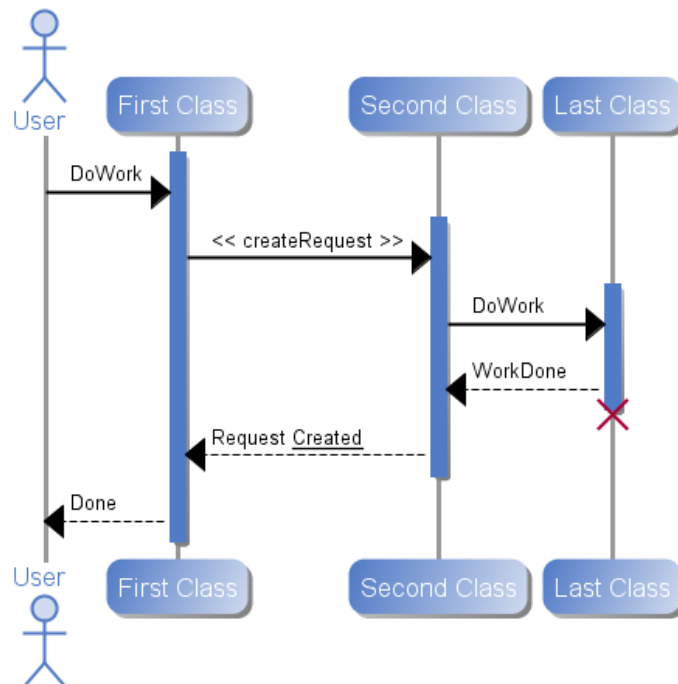 User
First Class
Second Class
Last Class
DoWork
<< createRequest >>
DoWork
WorkDone
Request Created
Done
User
First Class
Second Class
Last Class